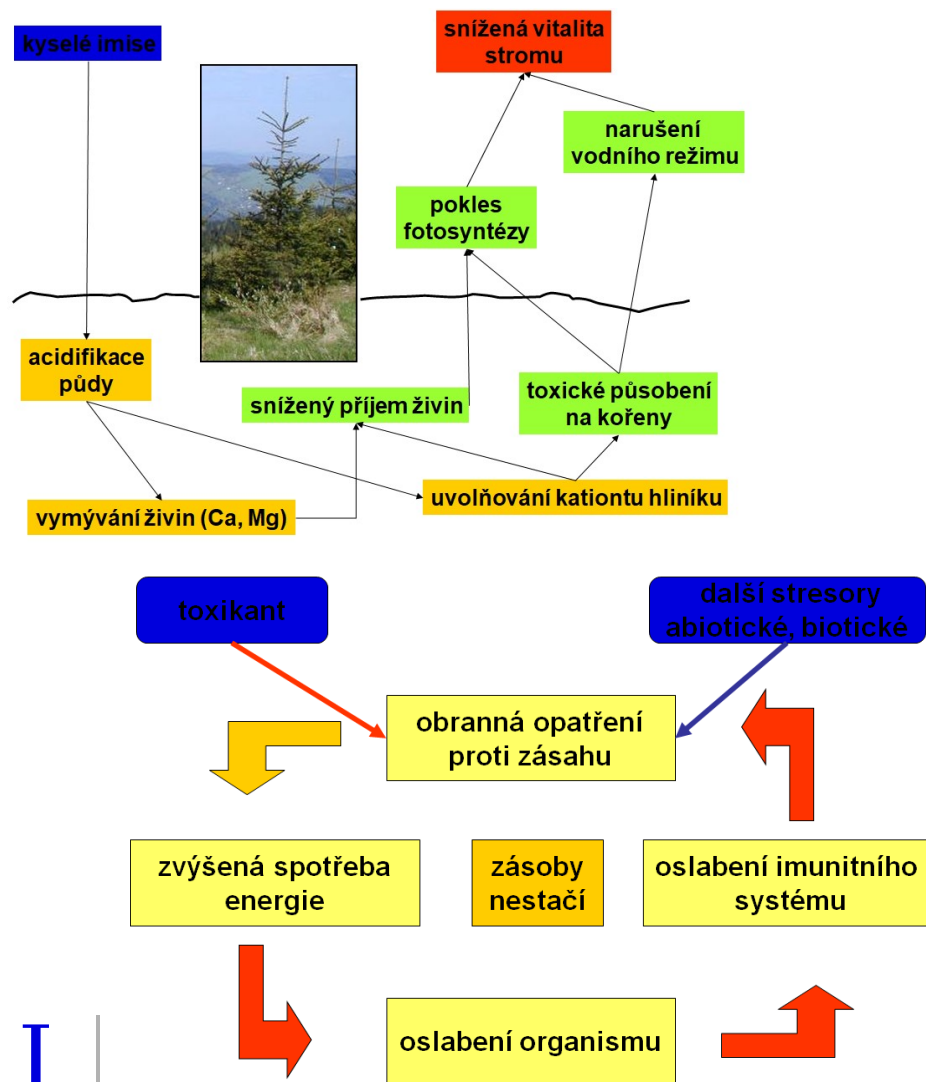 kyselé imise
snížená vitalita
stromu
narušení
vodního režimu
pokles
fotosyntézy
acidifikace
půdy
snížený příjem živin
toxické působení
na kořeny
vymývání živin (Ca, Mg)
uvolňování kationtu hliníku
toxikant
další stresory
abiotické, biotické
obranná opatření
proti zásahu
zvýšená spotřeba
energie
zásoby
nestačí
oslabení imunitního
systému
oslabení organismu